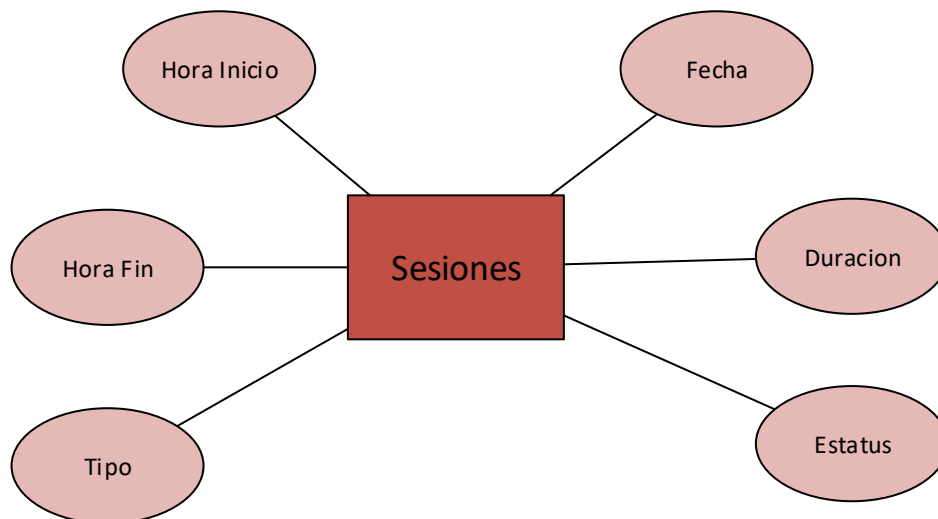 Hora Inicio
Fecha
Hora Fin
Sesiones
Duracion
Tipo
Estatus